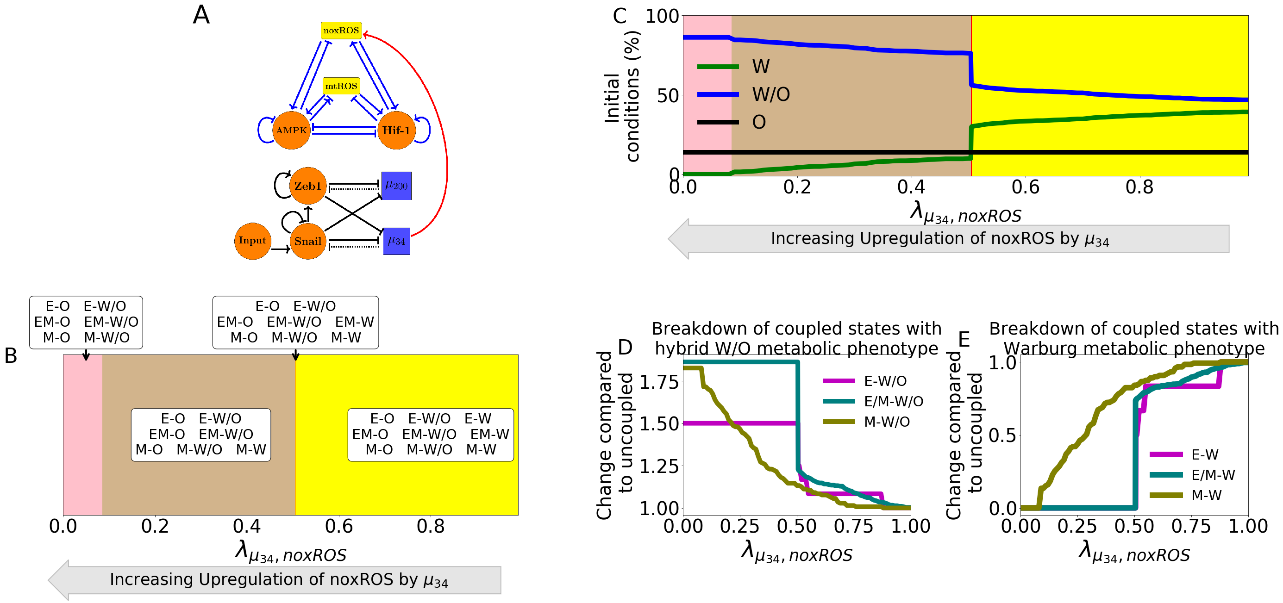 A
noxROS
mtROS
AMPK
Hif-1
Zeb1
μ200
Input
Snail
μ34
B
E-O E-W/O
EM-O EM-W/O
M-O M-W/O
E-O E-W/O
EM-O EM-W/O EM-W
M-O M-W/O M-W
E-O E-W/O
EM-O EM-W/O
M-O M-W/O M-W
E-O E-W/O E-W
EM-O EM-W/O EM-W
M-O M-W/O M-W
0.0 0.2 0.4 0.6 0.8
λμ34, noxROS
Increasing Upregulation of noxROS by μ34
C
Initial
conditions (%)
100
50
0
W
W/O
O
0.0 0.2 0.4 0.6 0.8
λμ34, noxROS
Increasing Upregulation of noxROS by μ34
D
Breakdown of coupled states with
hybrid W/O metabolic phenotype
Change compared
to uncoupled
1.75
1.50
1.25
1.00
E-W/O
E/M-W/O
M-W/O
0.00 0.25 0.50 0.75 1.00
λμ34, noxROS
E
Breakdown of coupled states with
Warburg metabolic phenotype
Change compared
to uncoupled
1.0
0.5
0.0
E-W
E/M-W
M-W
0.00 0.25 0.50 0.75 1.00
λμ34, noxROS